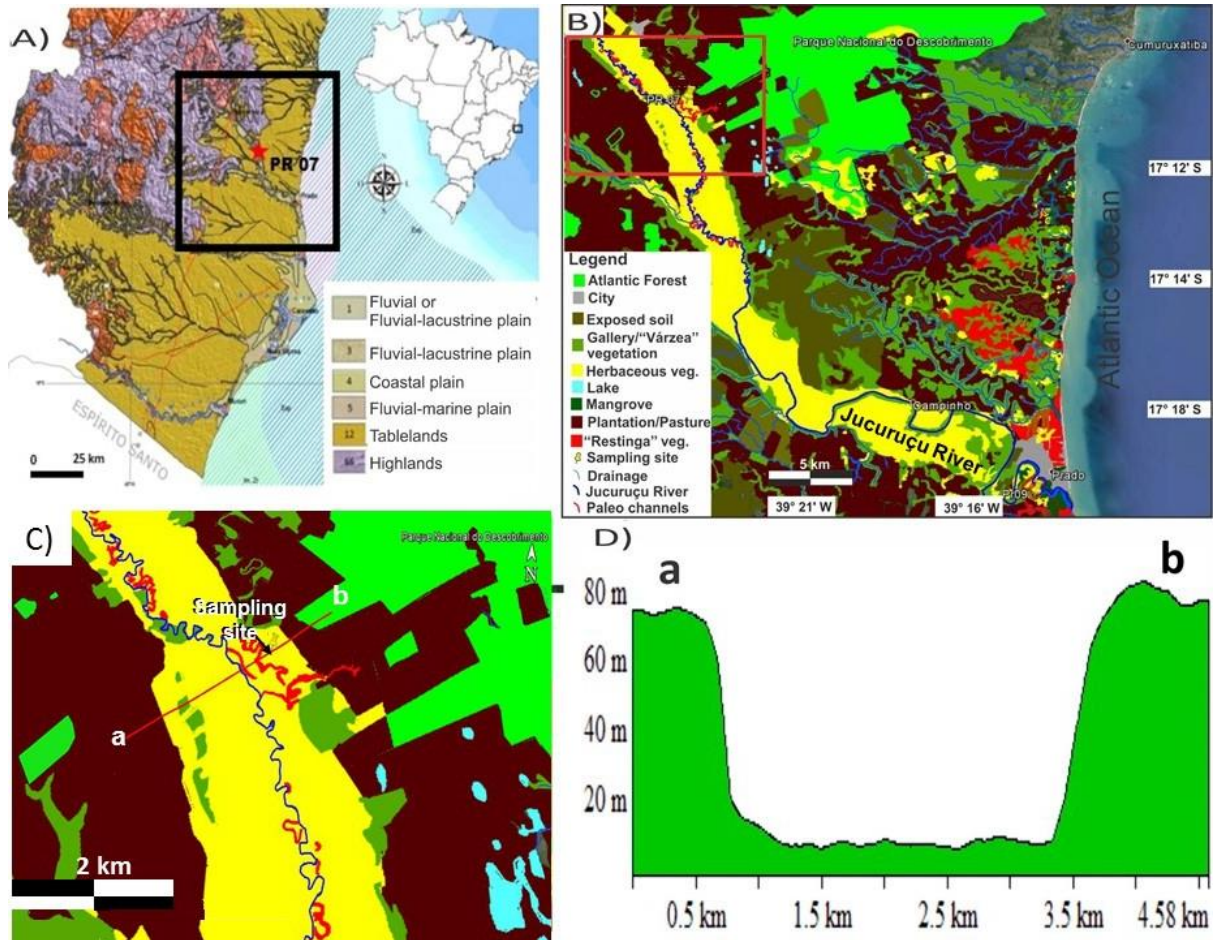 A)
PR 07
Prado
1 Fluvial or
Fluvial-lacustrine plain
3 Fluvial-lacustrine plain
4 Coastal plain
5 Fluvial-marine plain
12 Tablelands
Highlands
ESPÍRITO SANTO
0 25 km
B)
Parque Nacional do Descobrimento
Cumuruxatiba
PR 07
17° 12' S
17° 14' S
17° 18' S
Atlantic Ocean
Legend
Atlantic Forest
City
Exposed soil
Gallery/"Várzea"
vegetation
Herbaceous veg.
Lake
Mangrove
Plantation/Pasture
"Restinga" veg.
Sampling site
Drainage
Jucuruçu River
Paleo channels
Campinho
Jucuruçu River
5 km
Prado
39° 21' W
39° 16' W
C)
Parque Nacional do Descobrimento
N
b
Sampling
site
a
2 km
D)
a
b
80 m
60 m
40 m
20 m
0.5 km
1.5 km
2.5 km
3.5 km
4.58 km